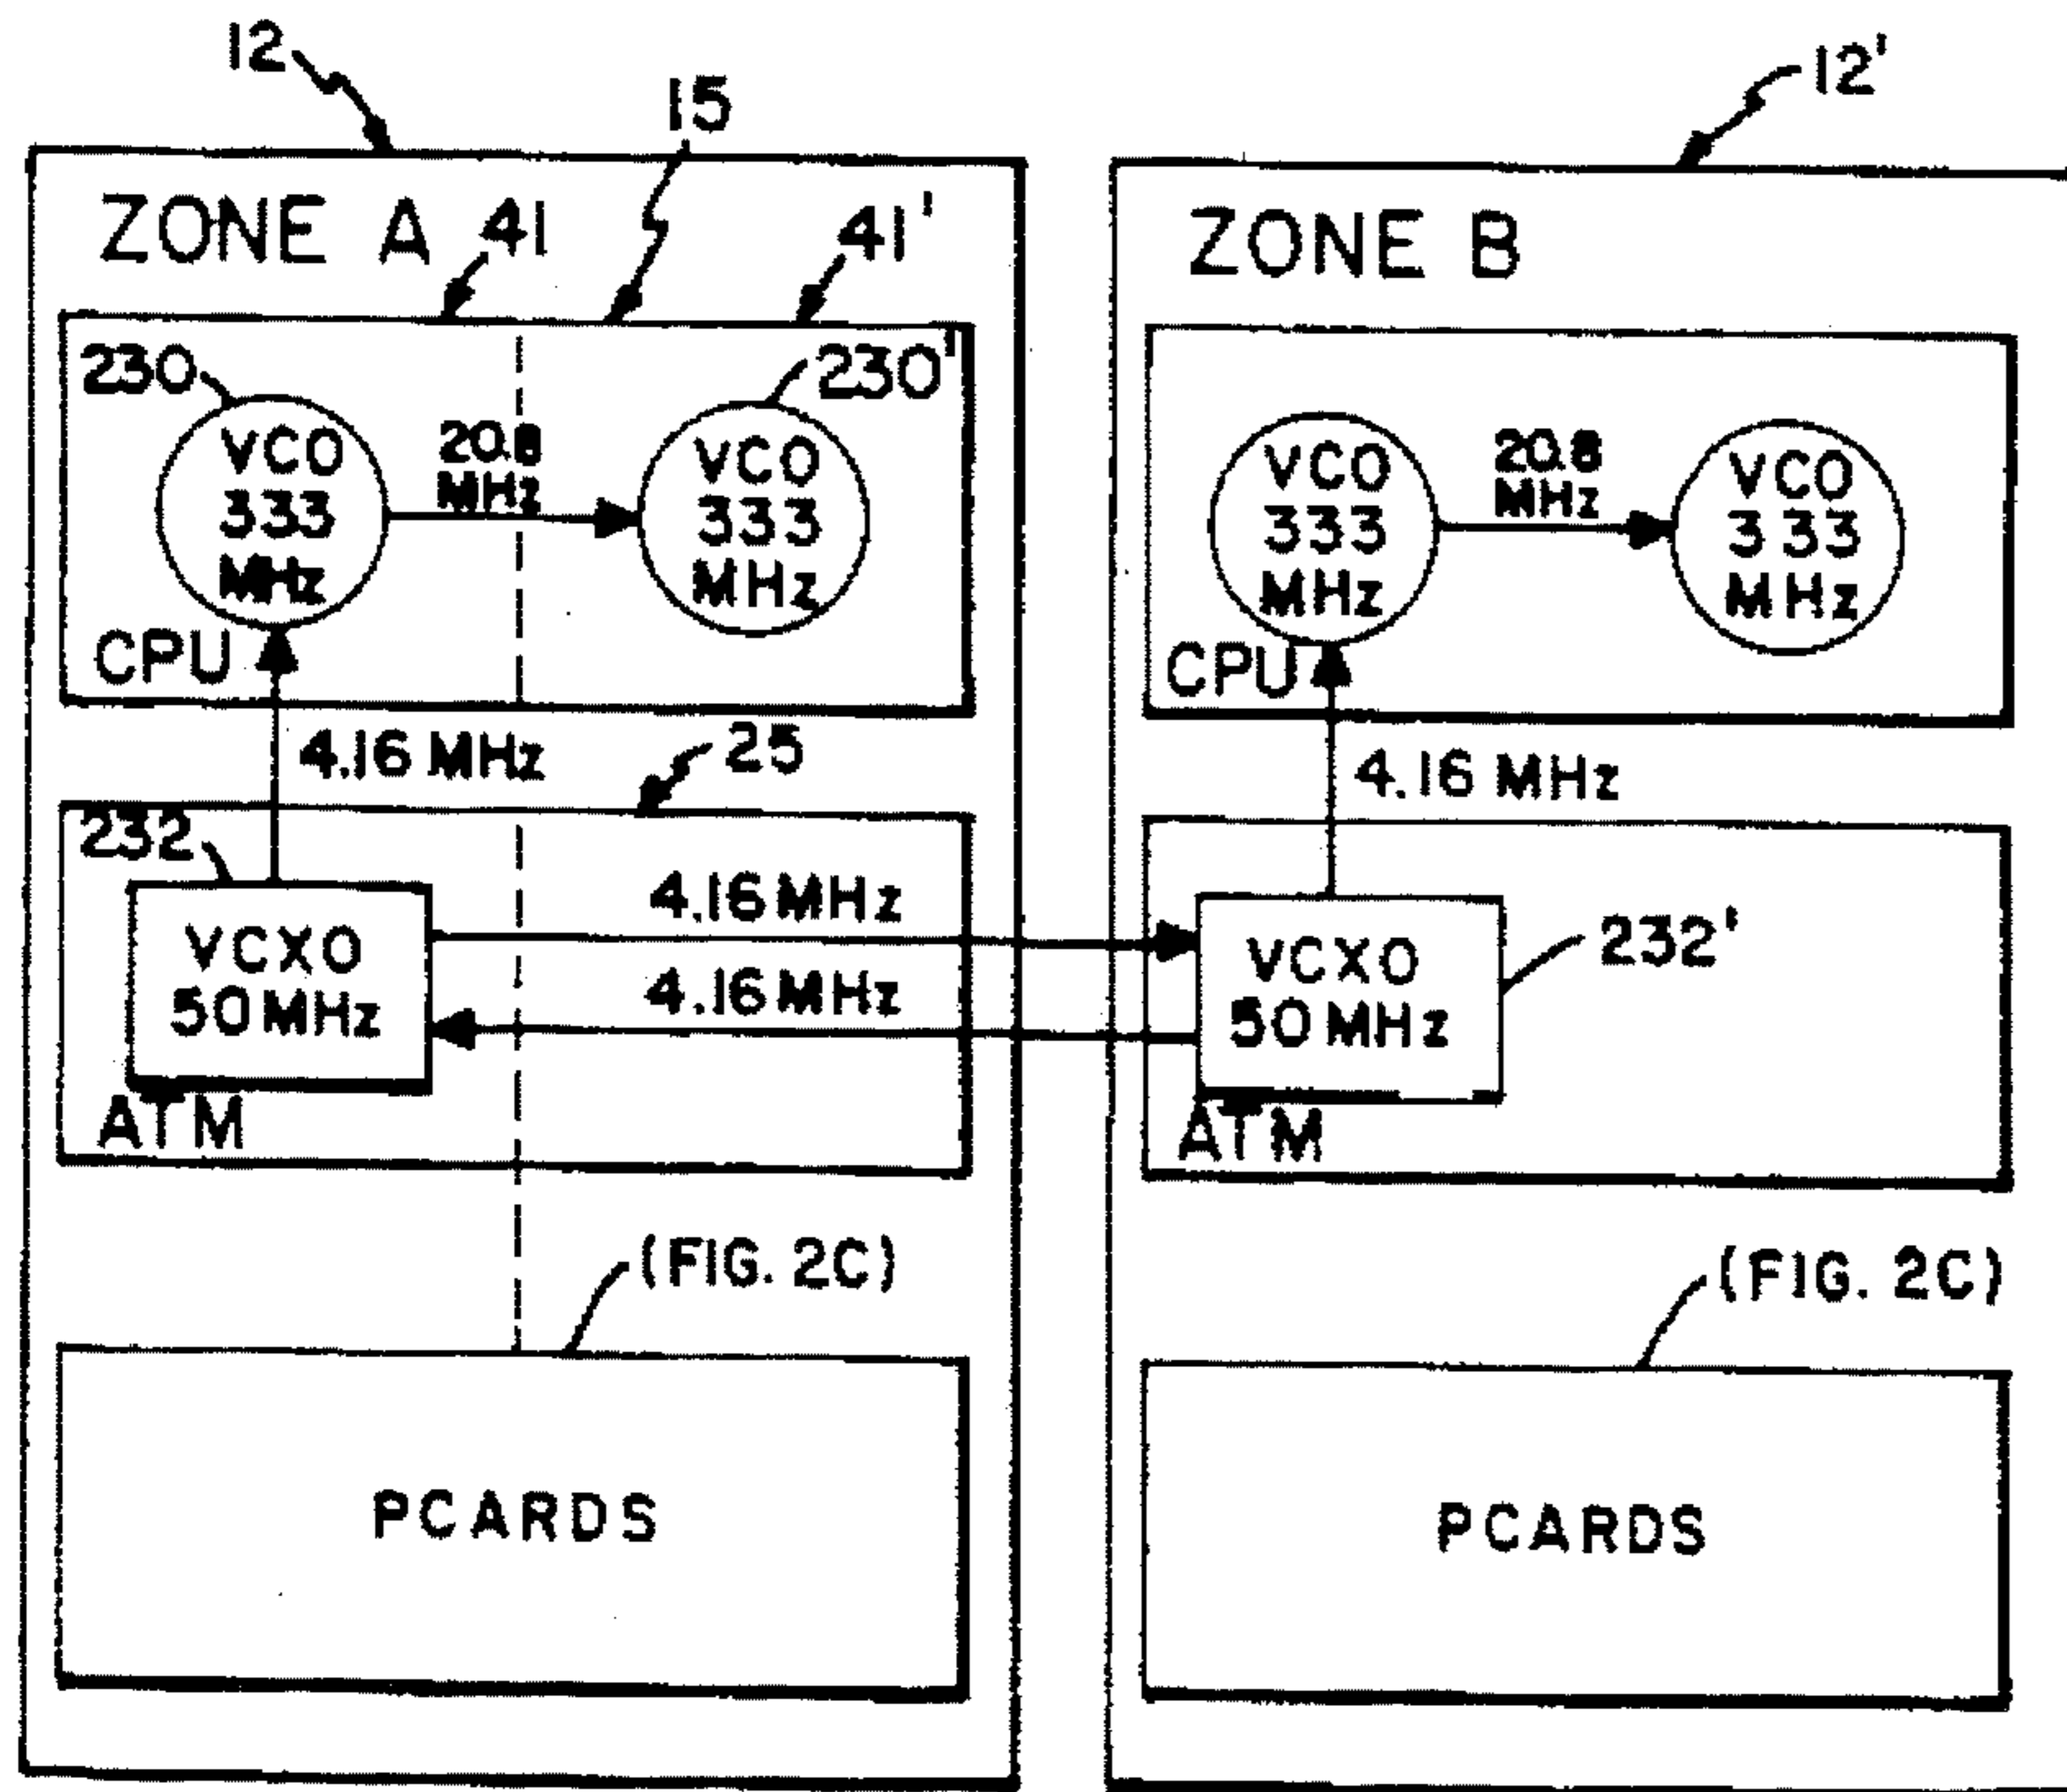 12
15
12'
ZONE A
41
41'
ZONE B
230
VCO
333
MHz
20.8
MHz
230'
VCO
333
MHz
VCO
333
MHz
20.8
MHz
VCO
333
MHz
CPU
CPU
4.16 MHz
25
4.16 MHz
232
VCXO
50 MHz
4.16 MHz
4.16 MHz
VCXO
50 MHz
232'
ATM
ATM
(FIG. 2C)
(FIG. 2C)
PCARDS
PCARDS